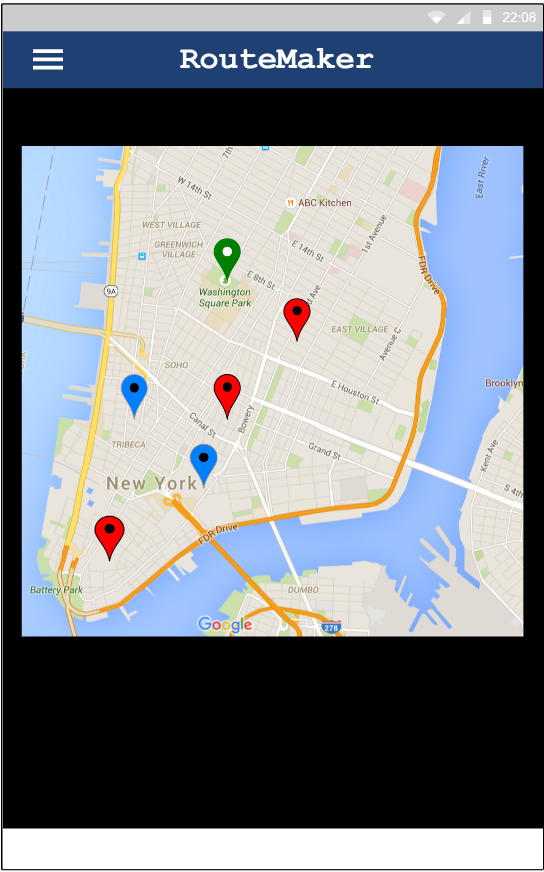 22:08
RouteMaker
7th
W 14th St
ABC Kitchen
East River
WEST VILLAGE
GREENWICH
VILLAGE
E 14th St
1st Ave
FDR Drive
E 8th St
Washington
Square Park
9A
EAST VILLAGE
Avenue C
SOHO
E Houston St
Brooklyn
Canal St
Bowery
TRIBECA
Grand St
Kent Ave
New York
S 4th
FDR Drive
Battery Park
DUMBO
Google
278